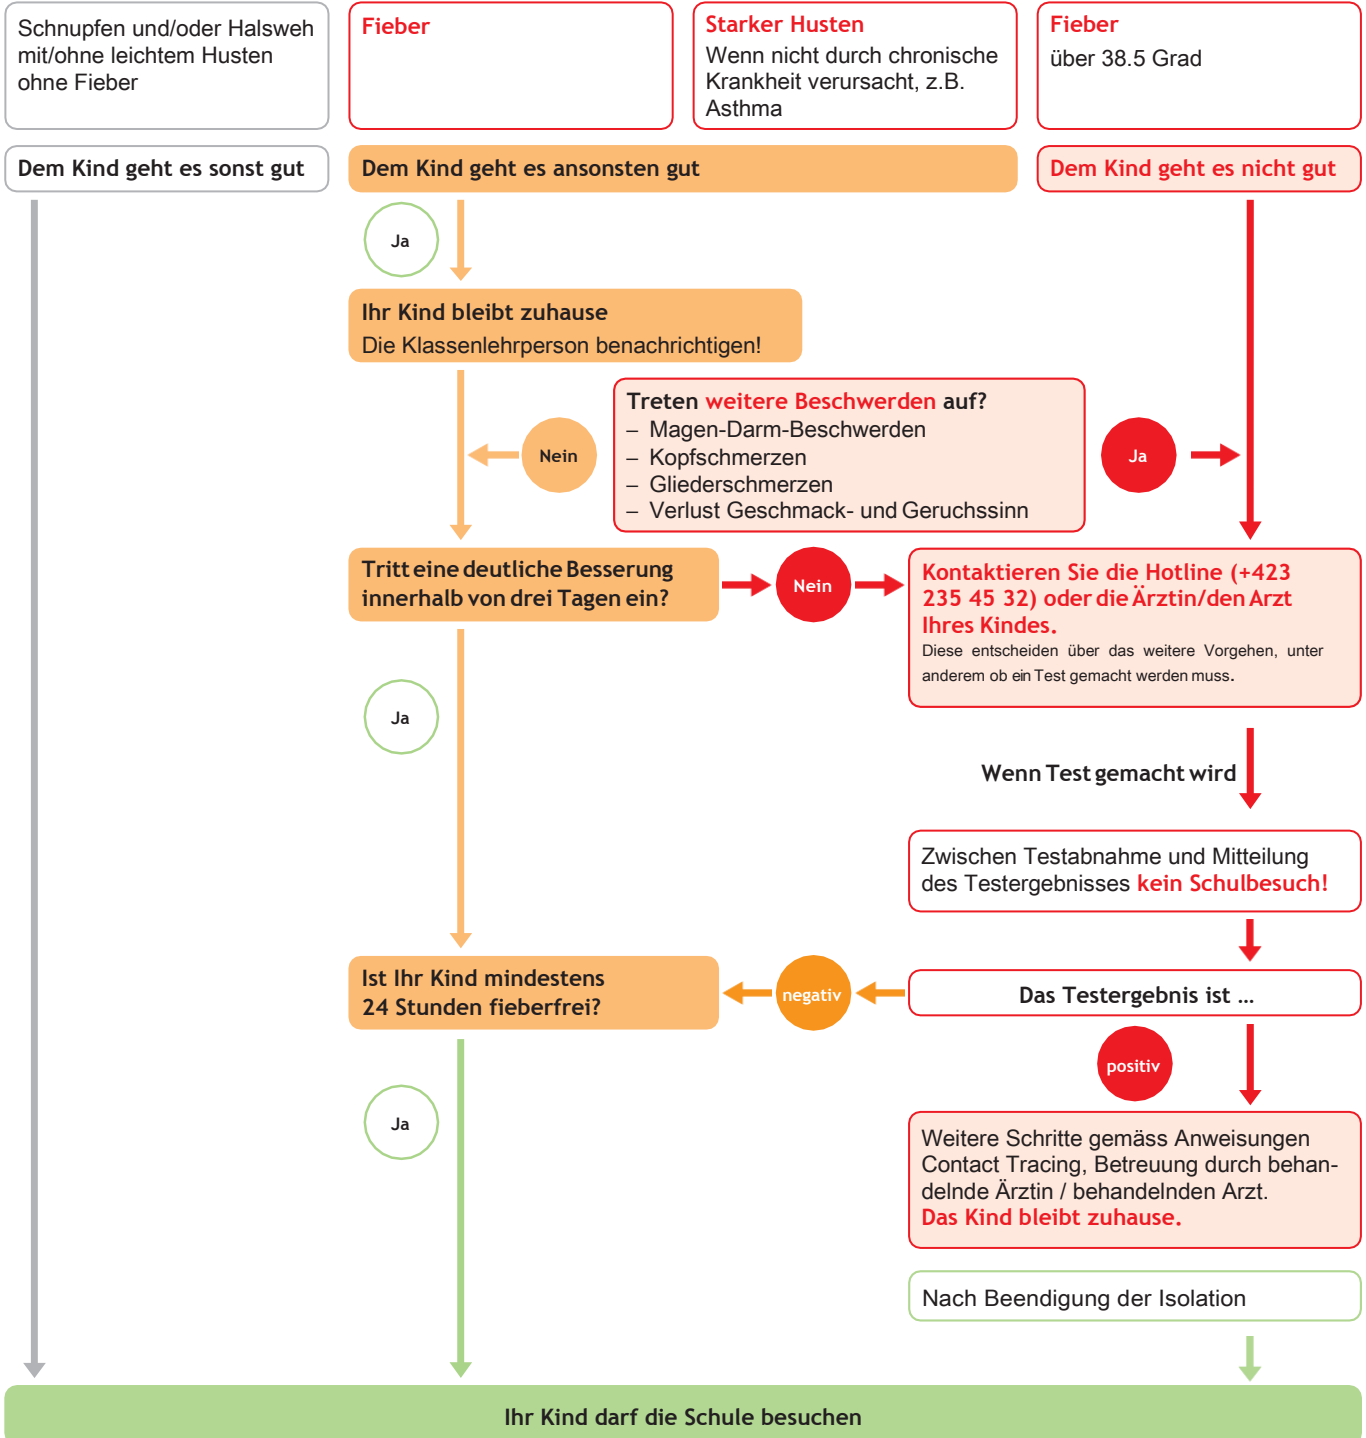 Schnupfen und/oder Halsweh
mit/ohne leichtem Husten
ohne Fieber
Fieber
Starker Husten
Wenn nicht durch chronische
Krankheit verursacht, z.B.
Asthma
Fieber
über 38.5 Grad
Dem Kind geht es sonst gut
Dem Kind geht es ansonsten gut
Dem Kind geht es nicht gut
Ja
Ihr Kind bleibt zuhause
Die Klassenlehrperson benachrichtigen!
Nein
Treten weitere Beschwerden auf?
– Magen-Darm-Beschwerden
– Kopfschmerzen
– Gliederschmerzen
– Verlust Geschmack- und Geruchssinn
Ja
Tritt eine deutliche Besserung
innerhalb von drei Tagen ein?
Nein
Kontaktieren Sie die Hotline (+423
235 45 32) oder die Ärztin/den Arzt
Ihres Kindes.
Diese entscheiden über das weitere Vorgehen, unter
anderem ob ein Test gemacht werden muss.
Ja
Wenn Test gemacht wird
Zwischen Testabnahme und Mitteilung
des Testergebnisses kein Schulbesuch!
Ist Ihr Kind mindestens
24 Stunden fieberfrei?
negativ
Das Testergebnis ist ...
positiv
Ja
Weitere Schritte gemäss Anweisungen
Contact Tracing, Betreuung durch behan-
delnde Ärztin / behandelnden Arzt.
Das Kind bleibt zuhause.
Nach Beendigung der Isolation
Ihr Kind darf die Schule besuchen